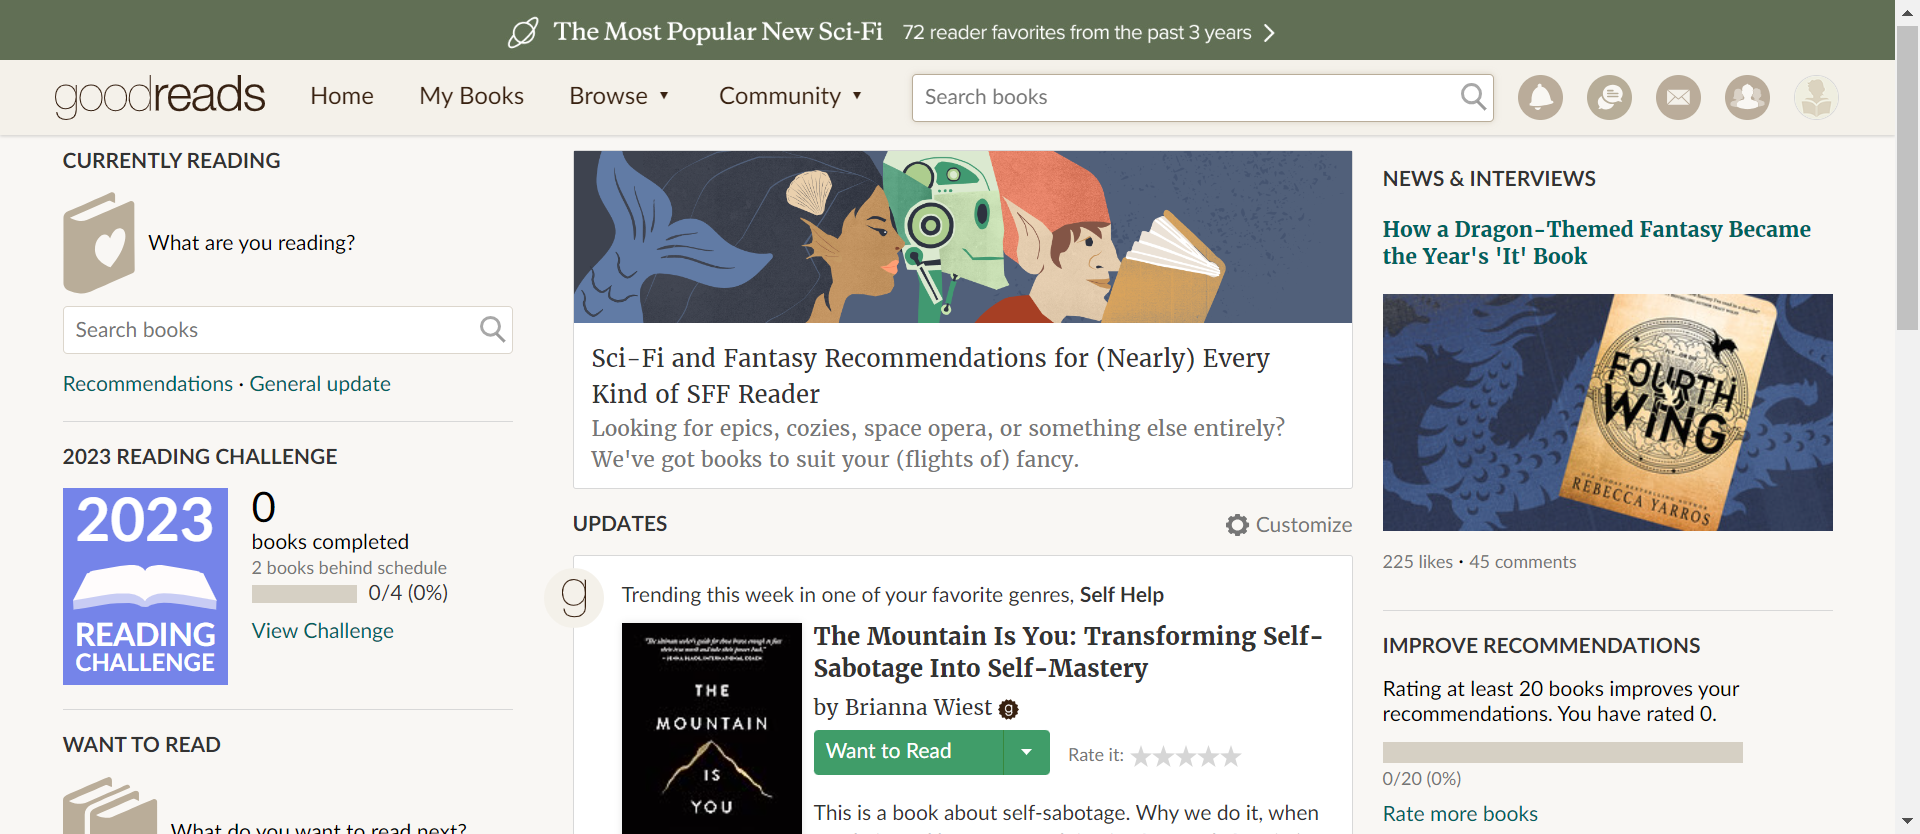 The Most Popular New Sci-Fi 72 reader favorites from the past 3 years
goodreads Home My Books Browse Community Search books
CURRENTLY READING
What are you reading?
Search books
Recommendations · General update
2023 READING CHALLENGE
2023
READING
CHALLENGE
0
books completed
2 books behind schedule
0/4 (0%)
View Challenge
WANT TO READ
What do you want to read next?
Sci-Fi and Fantasy Recommendations for (Nearly) Every
Kind of SFF Reader
Looking for epics, cozies, space opera, or something else entirely?
We've got books to suit your (flights of) fancy.
UPDATES
Customize
g
Trending this week in one of your favorite genres, Self Help
THE
MOUNTAIN
IS
YOU
The Mountain Is You: Transforming Self-
Sabotage Into Self-Mastery
by Brianna Wiest
Want to Read
Rate it:
This is a book about self-sabotage. Why we do it, when
NEWS & INTERVIEWS
How a Dragon-Themed Fantasy Became
the Year's 'It' Book
FOURTH
WING
REBECCA YARROS
225 likes · 45 comments
IMPROVE RECOMMENDATIONS
Rating at least 20 books improves your
recommendations. You have rated 0.
0/20 (0%)
Rate more books